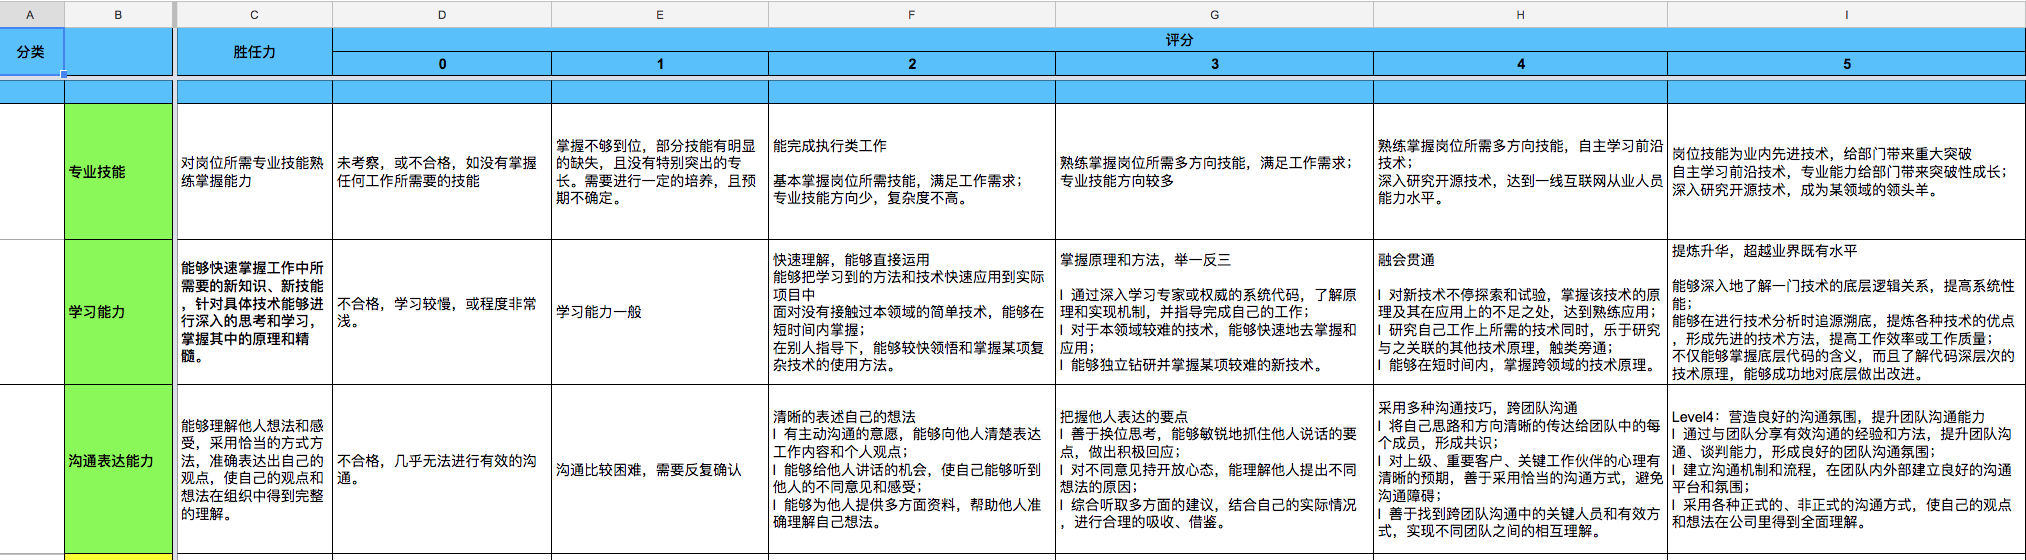 A B C D E F G H I
分类 胜任力 评分
0 1 2 3 4 5
专业技能
对岗位所需专业技能熟
练掌握能力
未考察，或不合格，如没有掌握
任何工作所需要的技能
掌握不够到位，部分技能有明显
的缺失，且没有特别突出的专
长。需要进行一定的培养，且预
期不确定。
能完成执行类工作
基本掌握岗位所需技能，满足工作需求；
专业技能方向少，复杂度不高。
熟练掌握岗位所需多方向技能，满足工作需求；
专业技能方向较多
熟练掌握岗位所需多方向技能，自主学习前沿
技术；
深入研究开源技术，达到一线互联网从业人员
能力水平。
岗位技能为业内先进技术，给部门带来重大突破
自主学习前沿技术，专业能力给部门带来突破性成长；
深入研究开源技术，成为某领域的领头羊。
学习能力
能够快速掌握工作中所
需要的新知识、新技能
，针对具体技术能够进
行深入的思考和学习，
掌握其中的原理和精
髓。
不合格，学习较慢，或程度非常
浅。
学习能力一般
快速理解，能够直接运用
能够把学习到的方法和技术快速应用到实际
项目中
面对没有接触过本领域的简单技术，能够在
短时间内掌握；
在别人指导下，能够较快领悟和掌握某项复
杂技术的使用方法。
掌握原理和方法，举一反三
l 通过深入学习专家或权威的系统代码，了解原
理和实现机制，并指导完成自己的工作；
l 对于本领域较难的技术，能够快速地去掌握和
应用；
l 能够独立钻研并掌握某项较难的新技术。
融会贯通
l 对新技术不停探索和试验，掌握该技术的原
理及其在应用上的不足之处，达到熟练应用；
l 研究自己工作上所需的技术同时，乐于研究
与之关联的其他技术原理，触类旁通；
l 能够在短时间内，掌握跨领域的技术原理。
提炼升华，超越业界既有水平
能够深入地了解一门技术的底层逻辑关系，提高系统性
能；
能够在进行技术分析时追源溯底，提炼各种技术的优点
，形成先进的技术方法，提高工作效率或工作质量；
不仅能够掌握底层代码的含义，而且了解代码深层次的
技术原理，能够成功地对底层做出改进。
沟通表达能力
能够理解他人想法和感
受，采用恰当的方式方
法，准确表达出自己的
观点，使自己的观点和
想法在组织中得到完整
的理解。
不合格，几乎无法进行有效的沟
通。
沟通比较困难，需要反复确认
清晰的表述自己的想法
l 有主动沟通的意愿，能够向他人清楚表达
工作内容和个人观点；
l 能够给他人讲话的机会，使自己能够听到
他人的不同意见和感受；
l 能够为他人提供多方面资料，帮助他人准
确理解自己想法。
把握他人表达的要点
l 善于换位思考，能够敏锐地抓住他人说话的要
点，做出积极回应；
l 对不同意见持开放心态，能理解他人提出不同
想法的原因；
l 综合听取多方面的建议，结合自己的实际情况
，进行合理的吸收、借鉴。
采用多种沟通技巧，跨团队沟通
l 将自己思路和方向清晰的传达给团队中的每
个成员，形成共识；
l 对上级、重要客户、关键工作伙伴的心理有
清晰的预期，善于采用恰当的沟通方式，避免
沟通障碍；
l 善于找到跨团队沟通中的关键人员和有效方
式，实现不同团队之间的相互理解。
Level4：营造良好的沟通氛围，提升团队沟通能力
l 通过与团队分享有效沟通的经验和方法，提升团队沟
通、谈判能力，形成良好的团队沟通氛围；
l 建立沟通机制和流程，在团队内外部建立良好的沟通
平台和氛围；
l 采用各种正式的、非正式的沟通方式，使自己的观点
和想法在公司里得到全面理解。